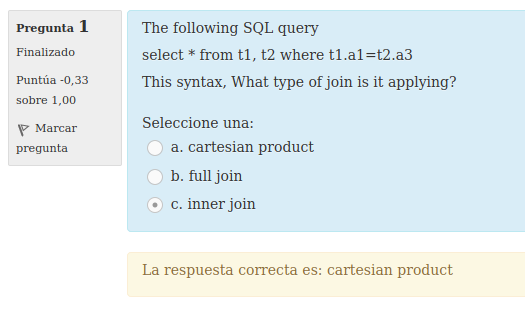 Pregunta 1
Finalizado
Puntúa -0,33
sobre 1,00
Marcar
pregunta
The following SQL query
select * from t1, t2 where t1.a1=t2.a3
This syntax, What type of join is it applying?
Seleccione una:
a. cartesian product
b. full join
c. inner join
La respuesta correcta es: cartesian product